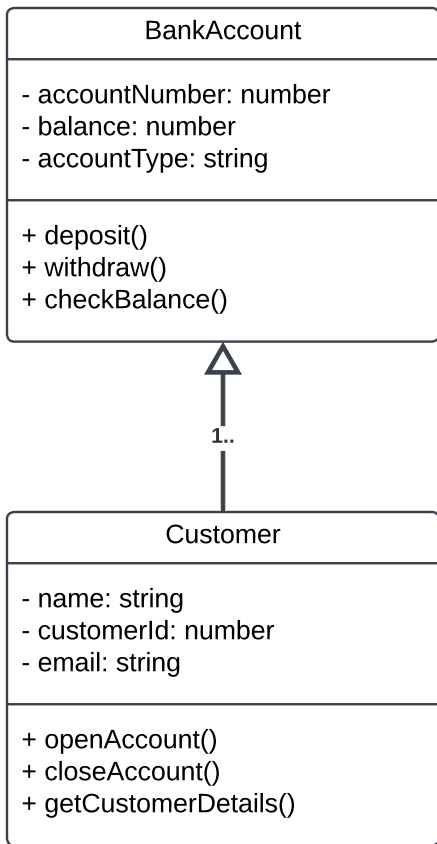 BankAccount
- accountNumber: number
- balance: number
- accountType: string
+ deposit()
+ withdraw()
+ checkBalance()
1..
Customer
- name: string
- customerId: number
- email: string
+ openAccount()
+ closeAccount()
+ getCustomerDetails()